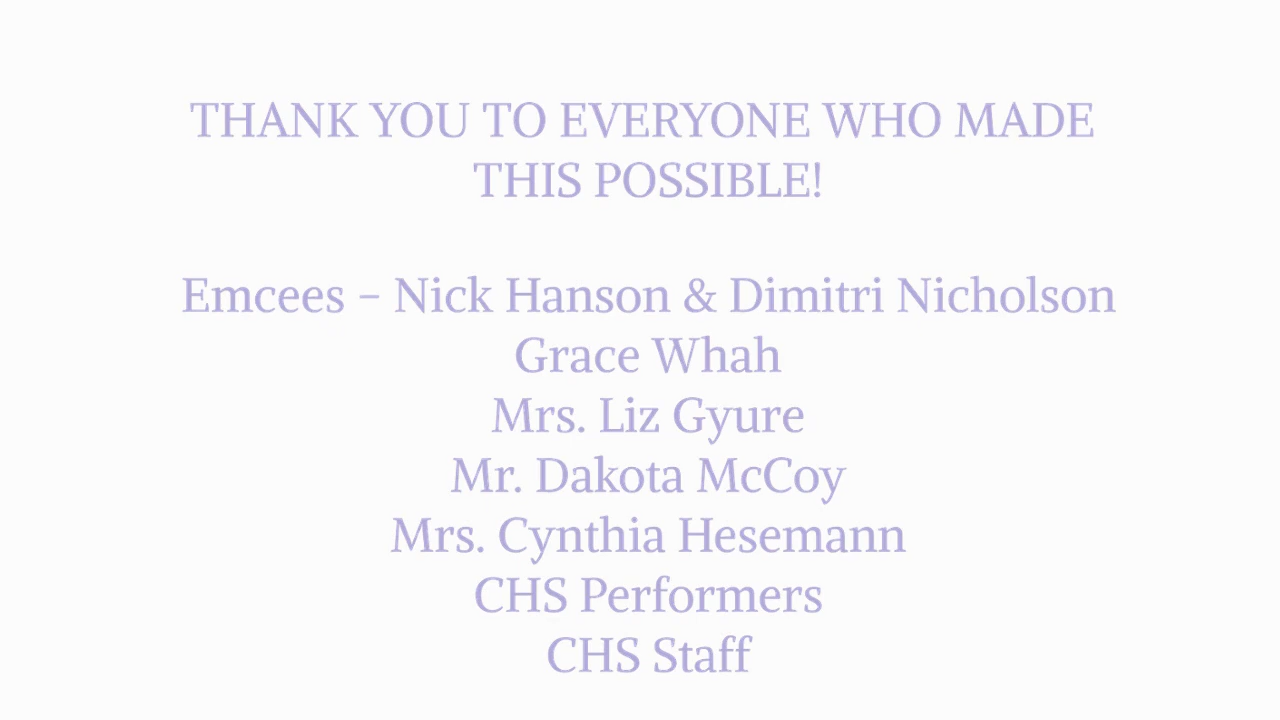 THANK YOU TO EVERYONE WHO MADE
THIS POSSIBLE!
Emcees – Nick Hanson & Dimitri Nicholson
Grace Whah
Mrs. Liz Gyure
Mr. Dakota McCoy
Mrs. Cynthia Hesemann
CHS Performers
CHS Staff